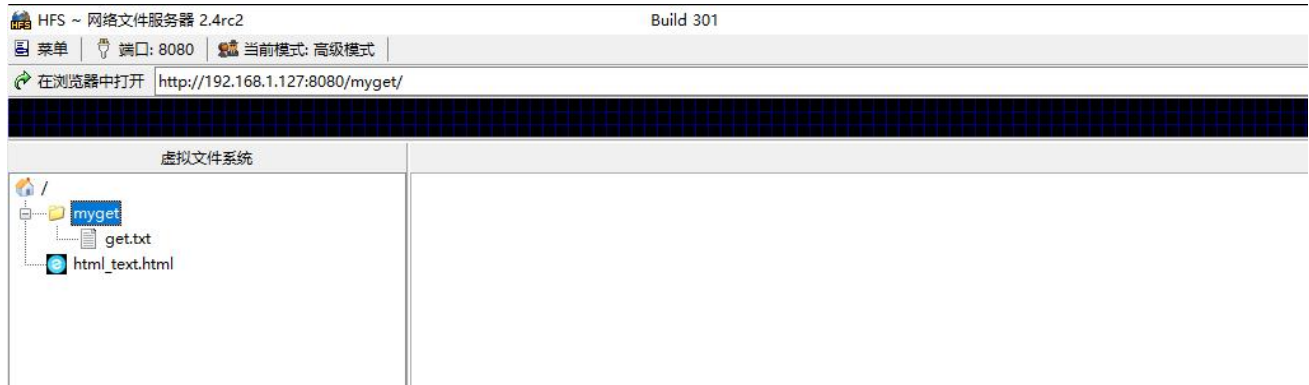 HFS ~ 网络文件服务器 2.4rc2 Build 301
菜单 端口: 8080 当前模式: 高级模式
在浏览器中打开 http://192.168.1.127:8080/myget/
虚拟文件系统
/
myget
get.txt
html_text.html